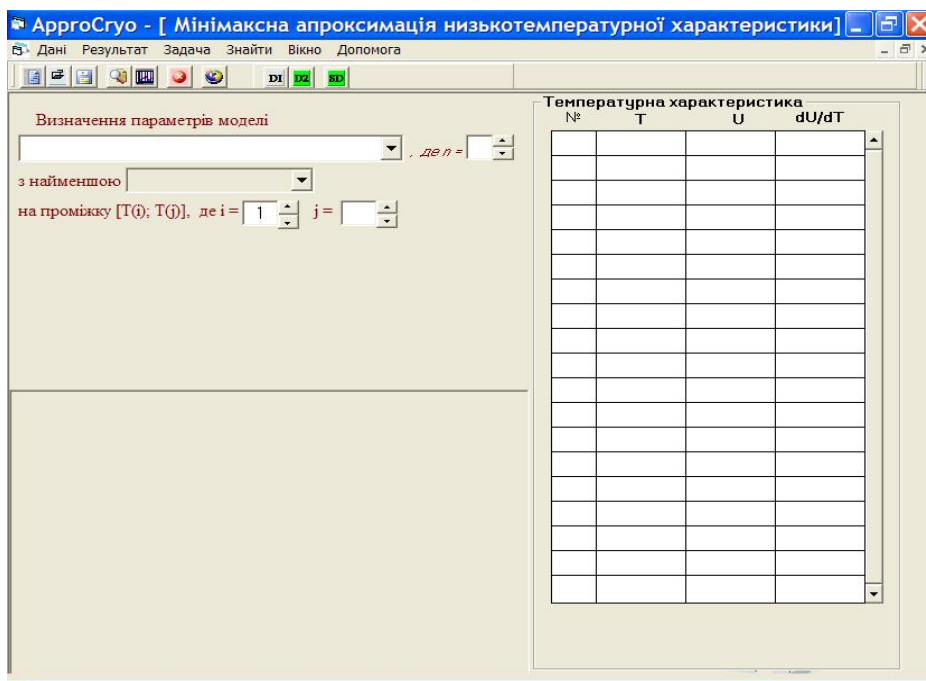 ApproCryo - [ Мінімаксна апроксимація низькотемпературної характеристики]
Дані Результат Задача Знайти Вікно Допомога
D1 D2 SD
Визначення параметрів моделі
, де n =
з найменшою
на проміжку [T(i); T(j)], де i = 1 j =
Температурна характеристика
№ T U dU/dT